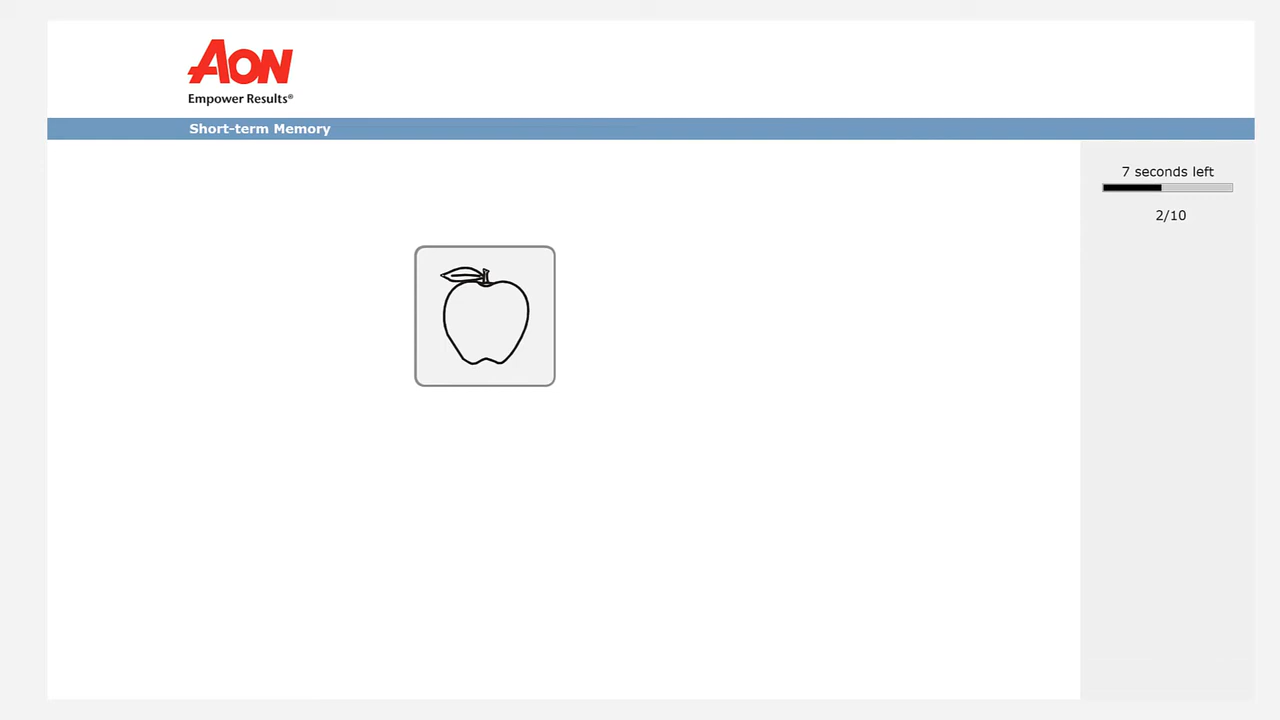 AON
Empower Results®
Short-term Memory
7 seconds left
2/10